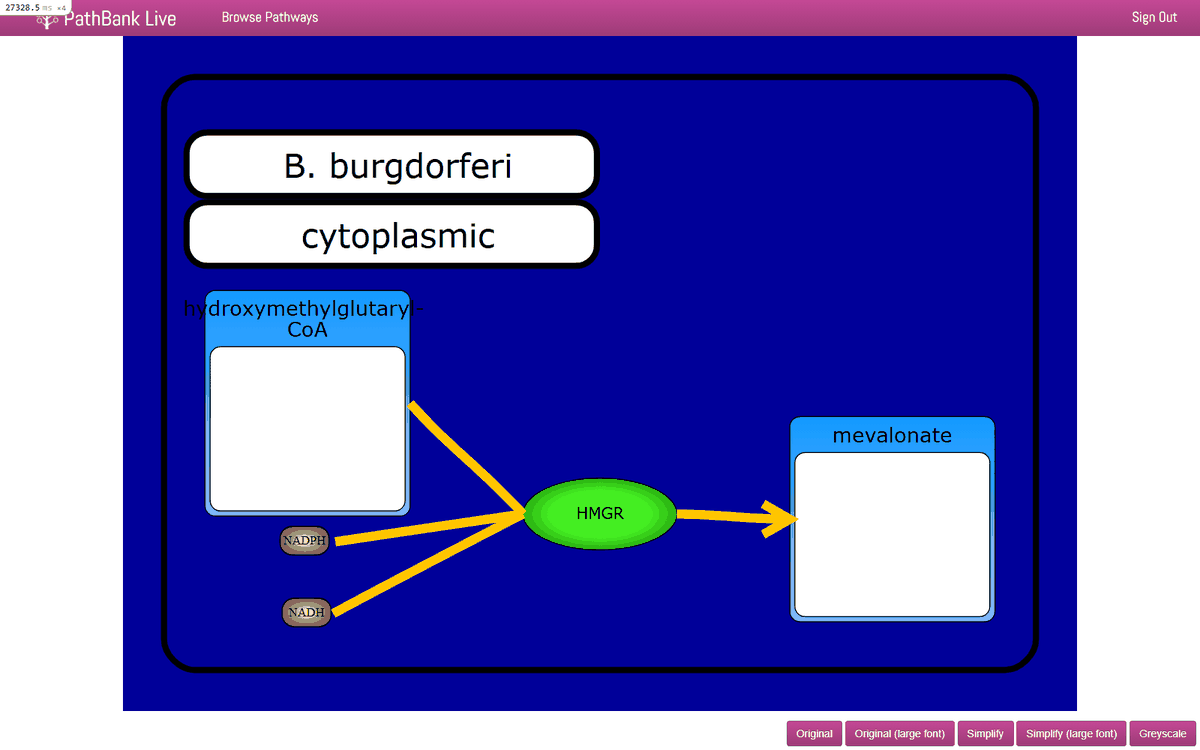 27328.5 ms ×4
PathBank Live
Browse Pathways
Sign Out
B. burgdorferi
cytoplasmic
hydroxymethylglutaryl-
CoA
mevalonate
HMGR
NADPH
NADH
Original
Original (large font)
Simplify
Simplify (large font)
Greyscale